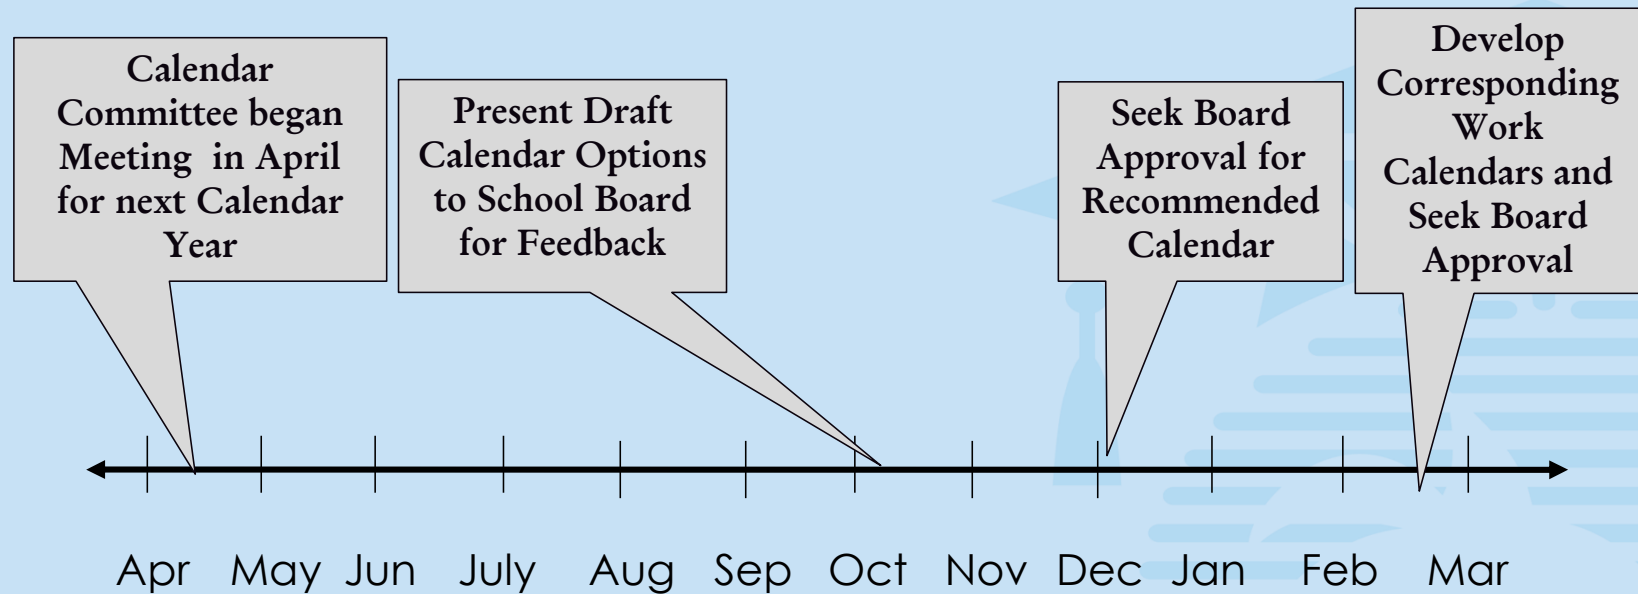 Calendar
Committee began
Meeting  in April
for next Calendar
Year
Present Draft
Calendar Options
to School Board
for Feedback
Seek Board
Approval for
Recommended
Calendar
Develop
Corresponding
Work
Calendars and
Seek Board
Approval
Apr May Jun July Aug Sep Oct Nov Dec Jan Feb Mar